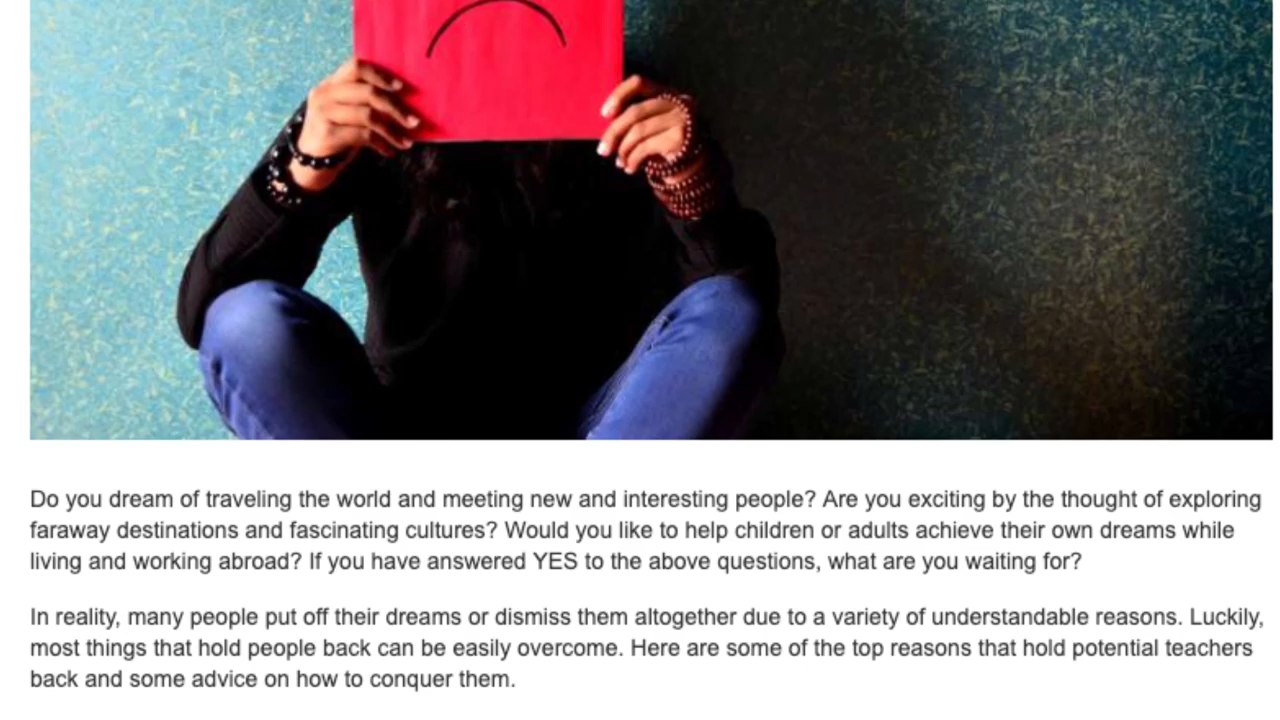 Do you dream of traveling the world and meeting new and interesting people? Are you exciting by the thought of exploring
faraway destinations and fascinating cultures? Would you like to help children or adults achieve their own dreams while
living and working abroad? If you have answered YES to the above questions, what are you waiting for?
In reality, many people put off their dreams or dismiss them altogether due to a variety of understandable reasons. Luckily,
most things that hold people back can be easily overcome. Here are some of the top reasons that hold potential teachers
back and some advice on how to conquer them.